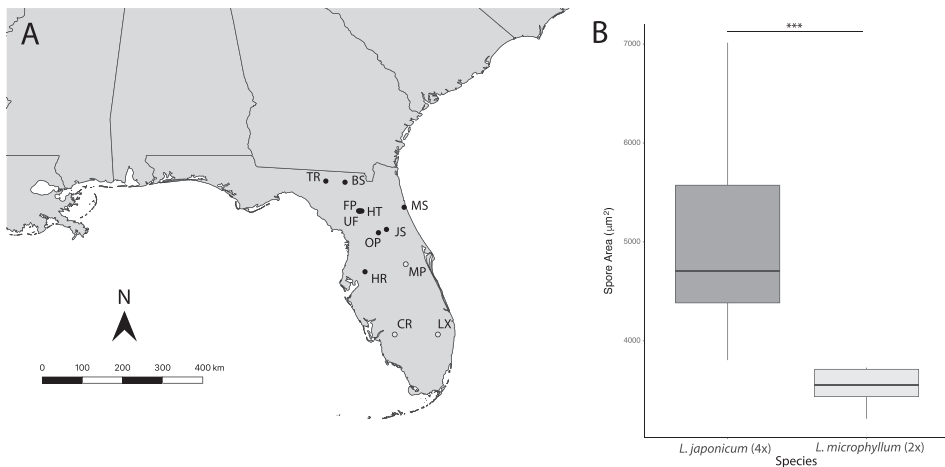 A
TR
BS
FP
HT
UF
MS
JS
OP
HR
MP
CR
LX
N
0 100 200 300 400 km
B
***
7000
6000
5000
4000
Spore Area (μm²)
L. japonicum (4x)
L. microphyllum (2x)
Species